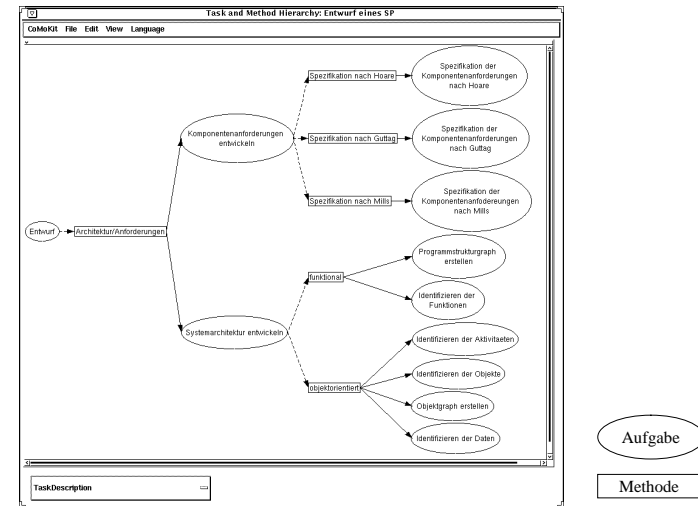 Task and Method Hierarchy: Entwurf eines SP
CoMoKit File Edit View Language
Spezifikation nach Hoare
Spezifikation der
Komponentenanforderungen
nach Hoare
Komponentenanforderungen
entwickeln
Spezifikation nach Guttag
Spezifikation der
Komponentenanforderungen
nach Guttag
Spezifikation nach Mills
Spezifikation der
Komponentenanfodereungen
nach Mills
Entwurf
Architektur/Anforderungen
Programmstrukturgraph
erstellen
funktional
Identifizieren der
Funktionen
Systemarchitektur entwickeln
Identifizieren der Aktivitaeten
Identifizieren der Objekte
objektorientiert
Objektgraph erstellen
Identifizieren der Daten
Aufgabe
Methode
TaskDescription